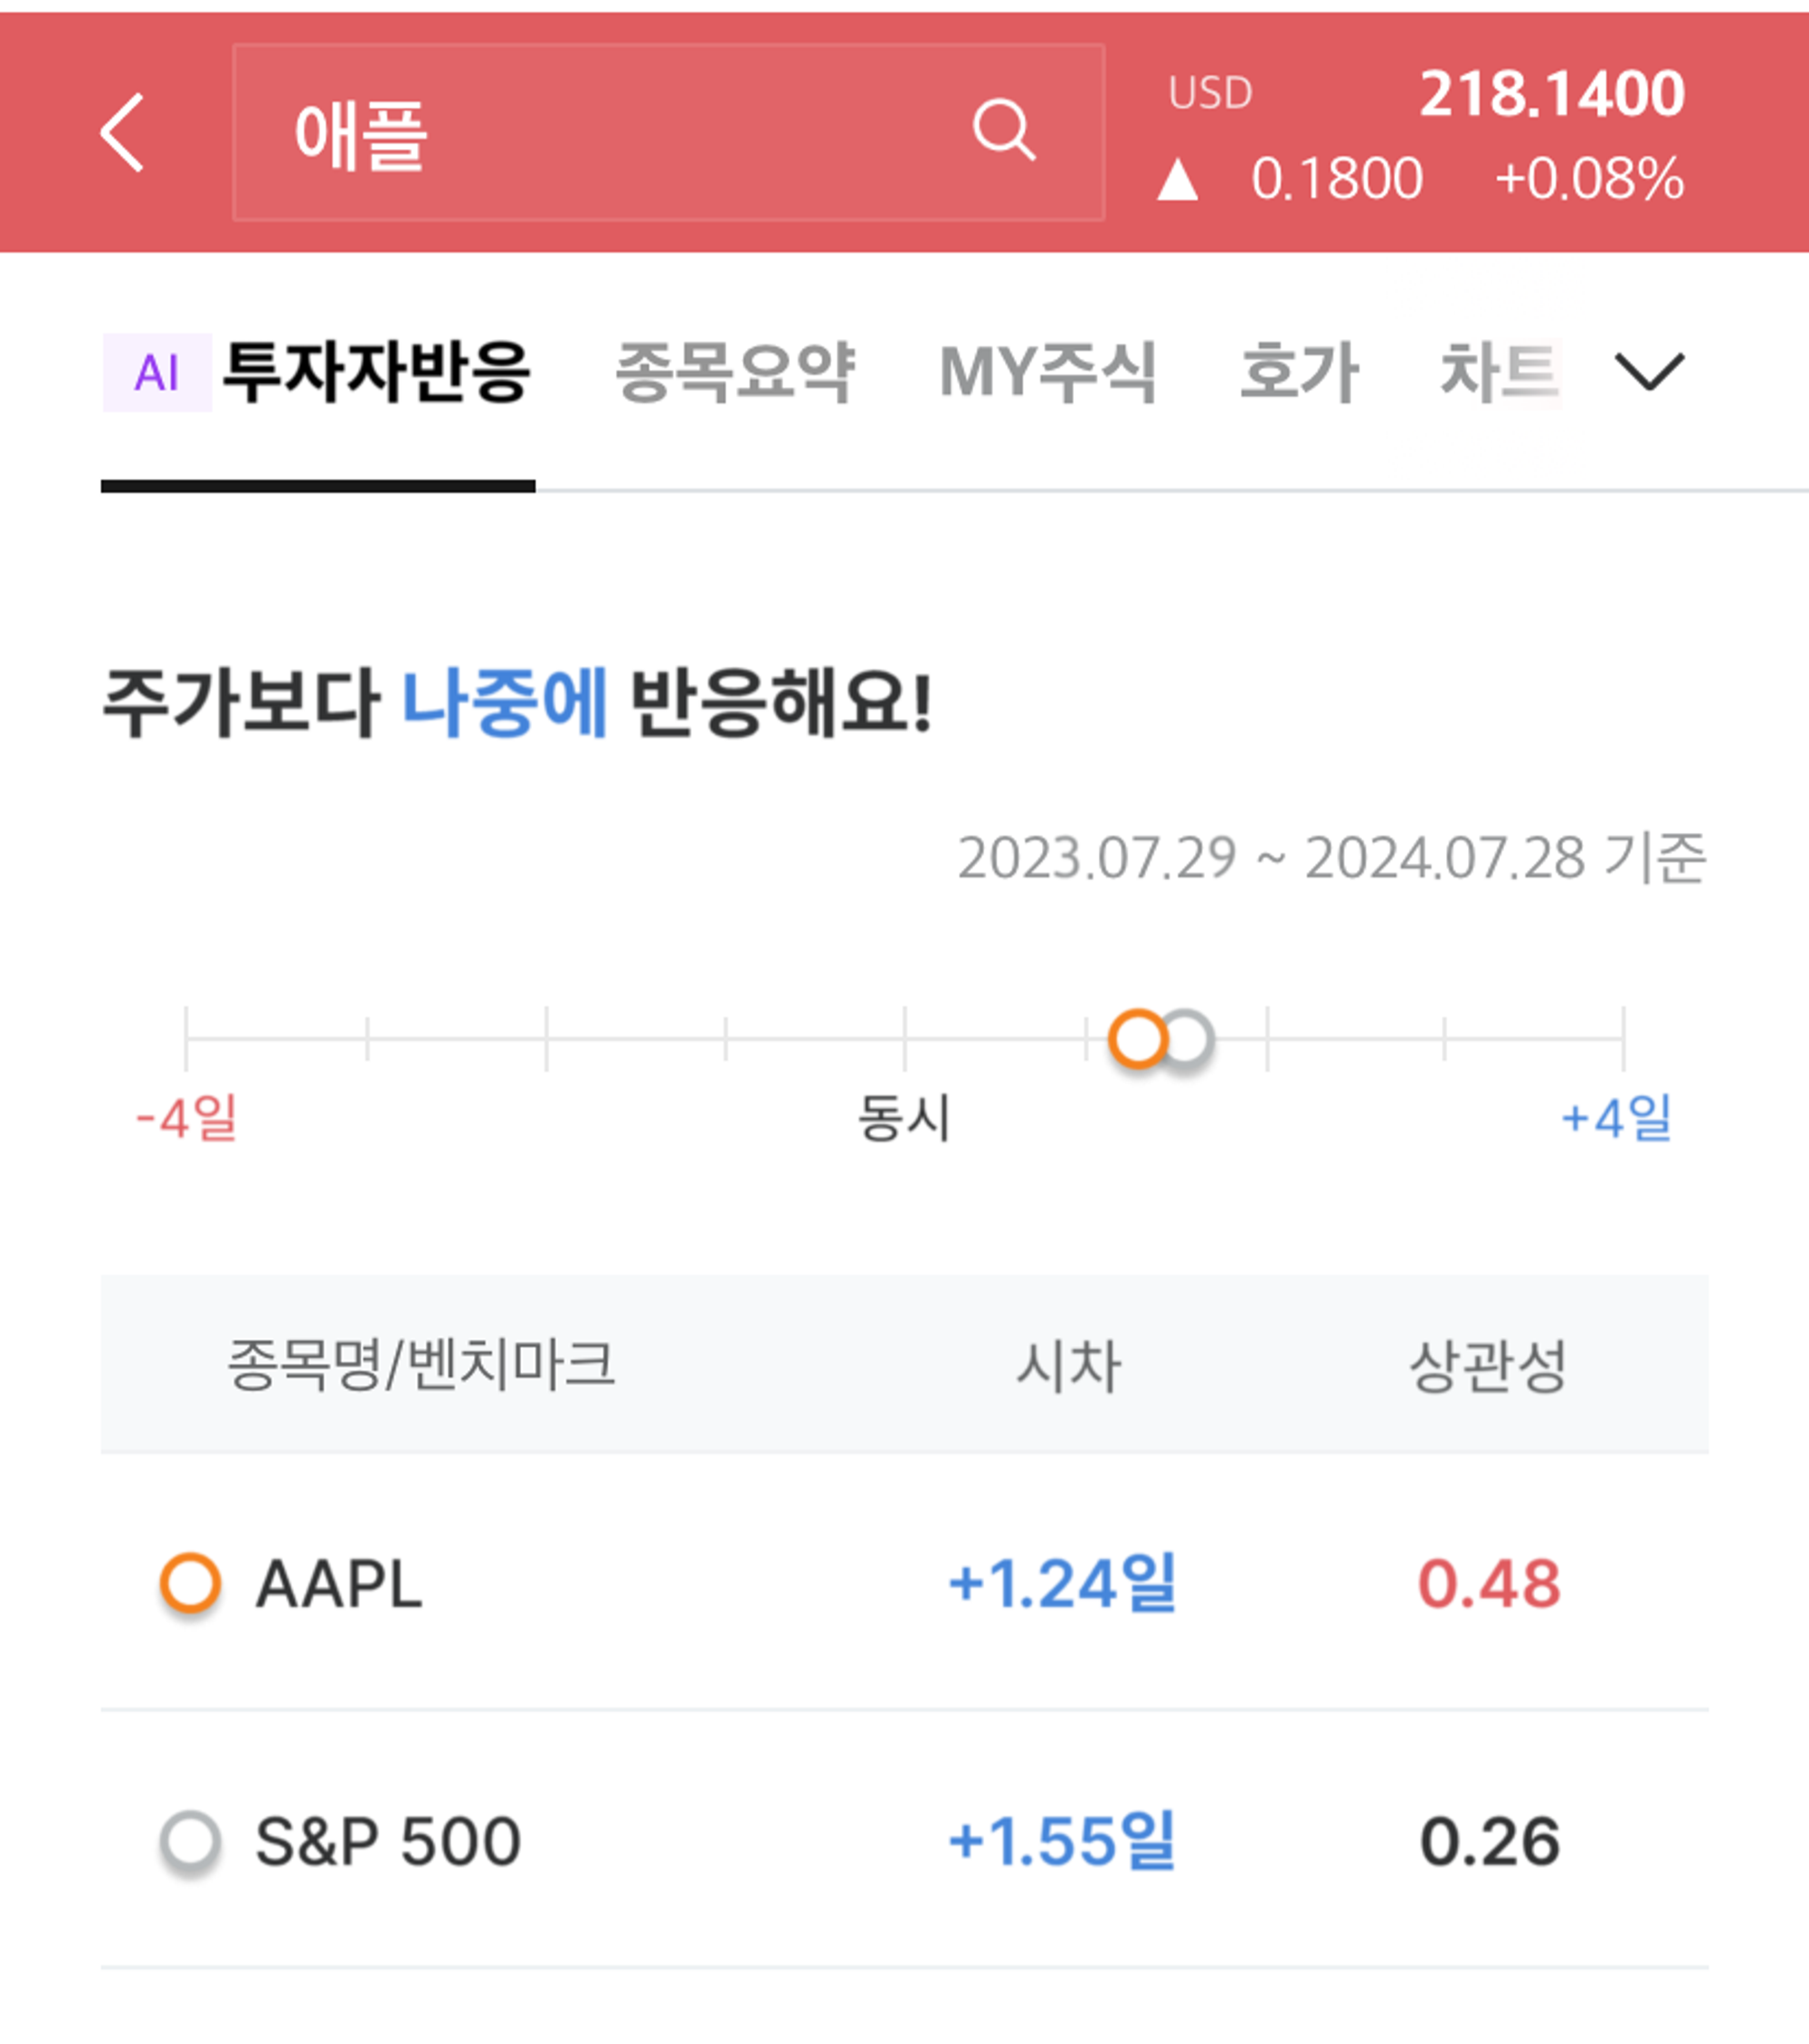 애플
USD 218.1400
▲ 0.1800 +0.08%
AI 투자자반응 종목요약 MY주식 호가 차트
주가보다 나중에 반응해요!
2023.07.29 ~ 2024.07.28 기준
-4일 동시 +4일
종목명/벤치마크 시차 상관성
AAPL +1.24일 0.48
S&P 500 +1.55일 0.26